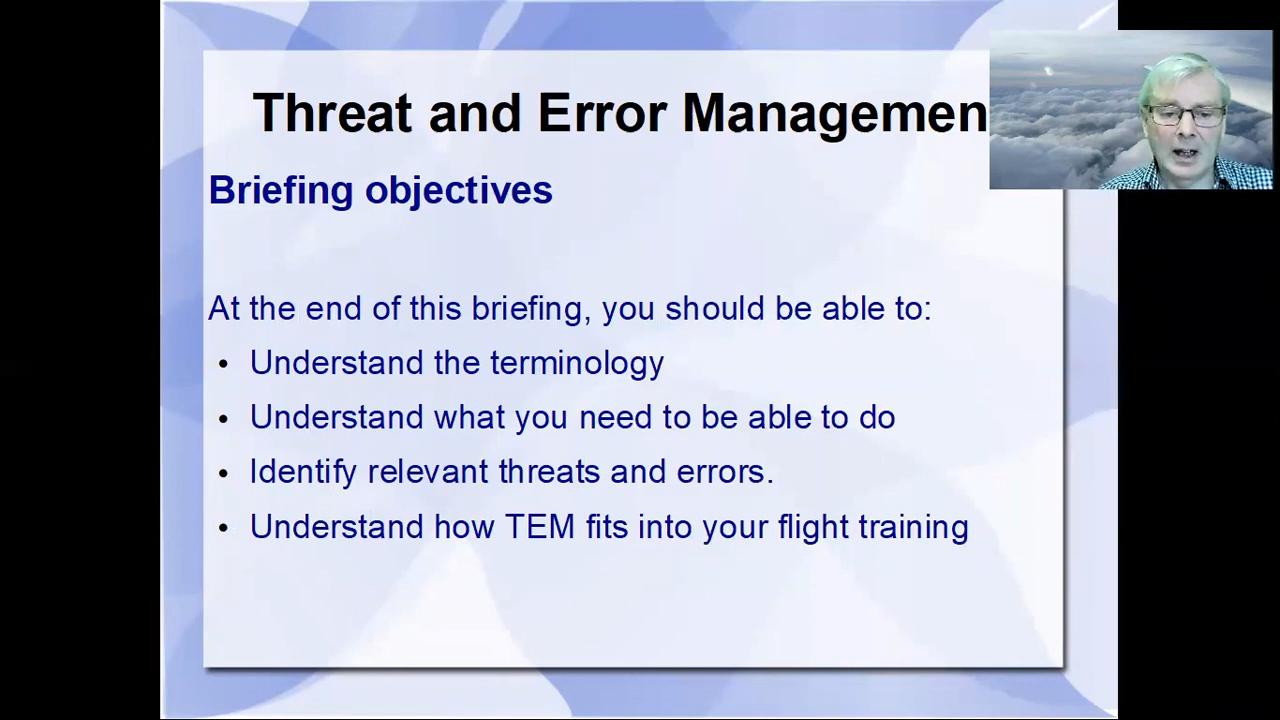 Threat and Error Managemen
Briefing objectives
At the end of this briefing, you should be able to:
• Understand the terminology
• Understand what you need to be able to do
• Identify relevant threats and errors.
• Understand how TEM fits into your flight training